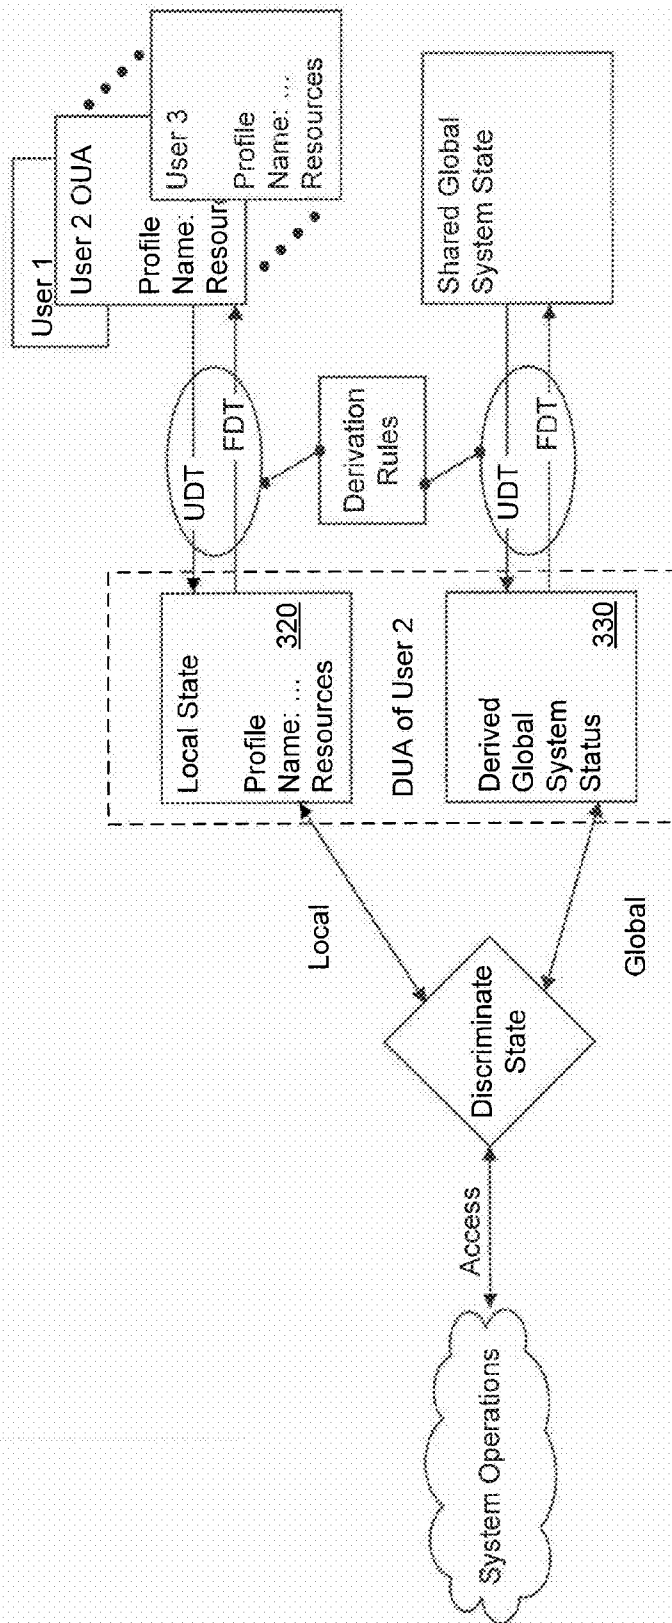 System Operations
Access
Discriminate
State
Local
Global
Local State
Profile
Name: ...
Resources
320
DUA of User 2
Derived
Global
System
Status
330
UDT
FDT
Derivation
Rules
UDT
FDT
User 1
User 2 OUA
Profile
Name:
Resour
User 3
Profile
Name: ...
Resources
Shared Global
System State